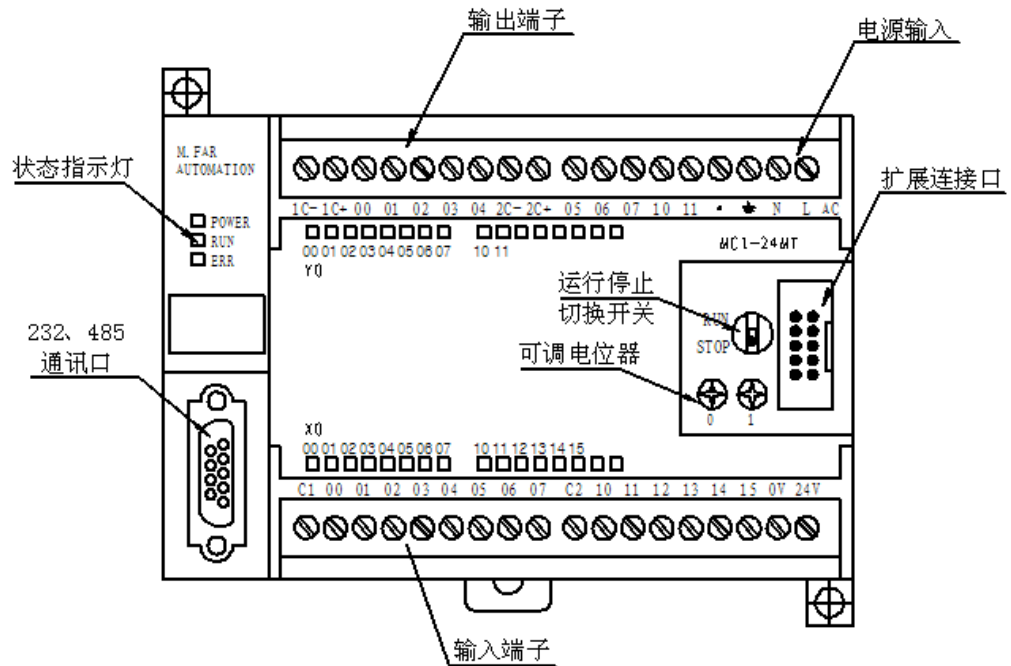 输出端子
电源输入
M. FAR
AUTOMATION
状态指示灯
扩展连接口
1C- 1C+ 00 01 02 03 04 2C- 2C+ 05 06 07 10 11 • N L AC
POWER
RUN
ERR
00 01 02 03 04 05 06 07 10 11
Y0
MC1-24MT
运行停止
切换开关
RUN
STOP
232、485
通讯口
可调电位器
0 1
X0
00 01 02 03 04 05 06 07 10 11 12 13 14 15
C1 00 01 02 03 04 05 06 07 C2 10 11 12 13 14 15 0V 24V
输入端子